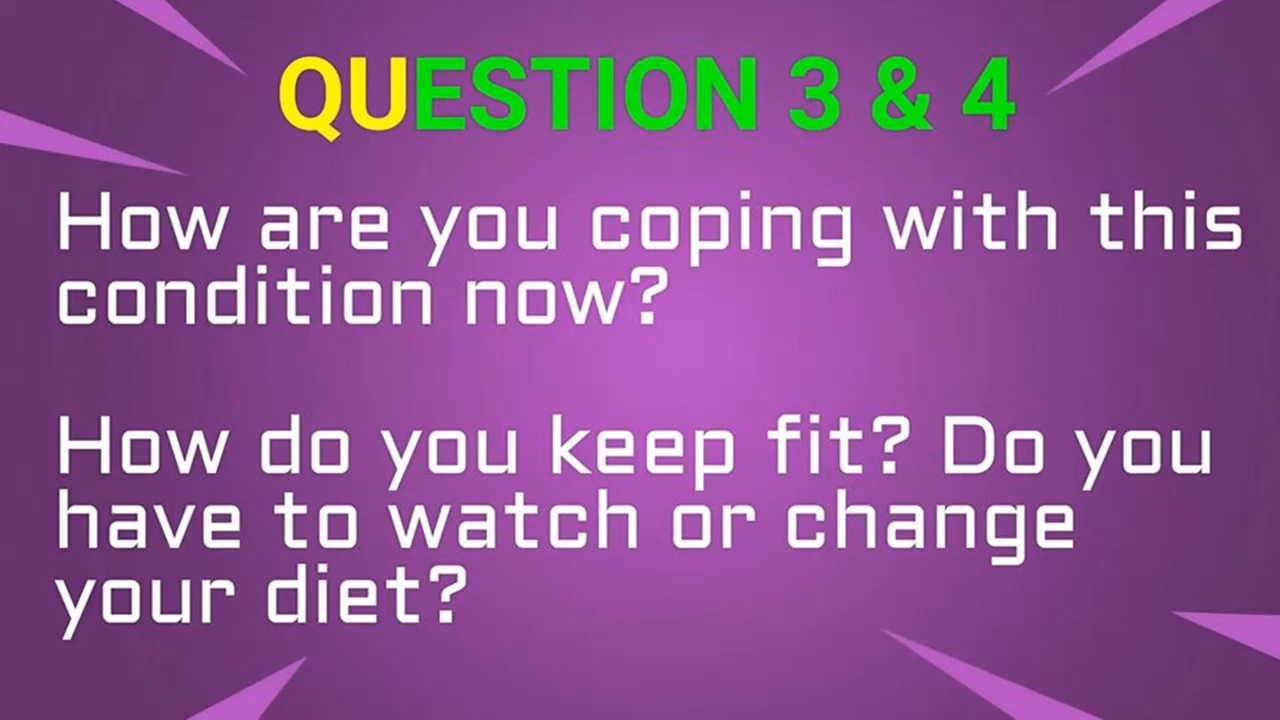 QUESTION 3 & 4
How are you coping with this
condition now?
How do you keep fit? Do you
have to watch or change
your diet?